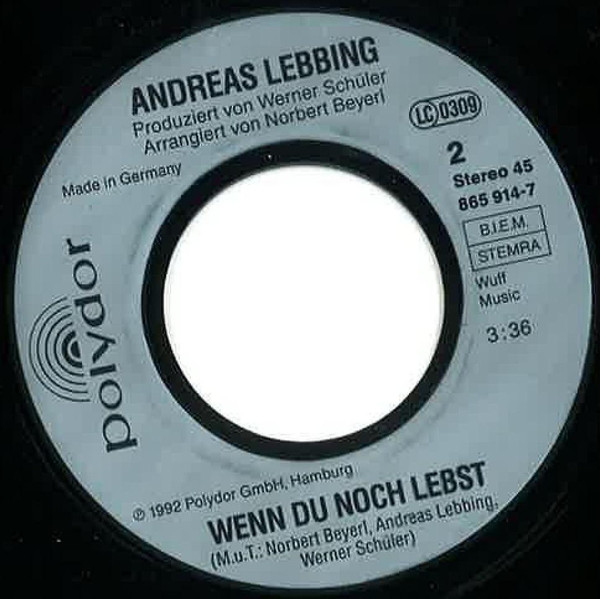 ANDREAS LEBBING
Produziert von Werner Schüler
Arrangiert von Norbert Beyerl
LC 0309
Made in Germany
2
Stereo 45
865 914-7
B.I.E.M.
STEMRA
Wuff
Music
3:36
polydor
℗ 1992 Polydor GmbH, Hamburg
WENN DU NOCH LEBST
(M.u.T.: Norbert Beyerl, Andreas Lebbing,
Werner Schüler)